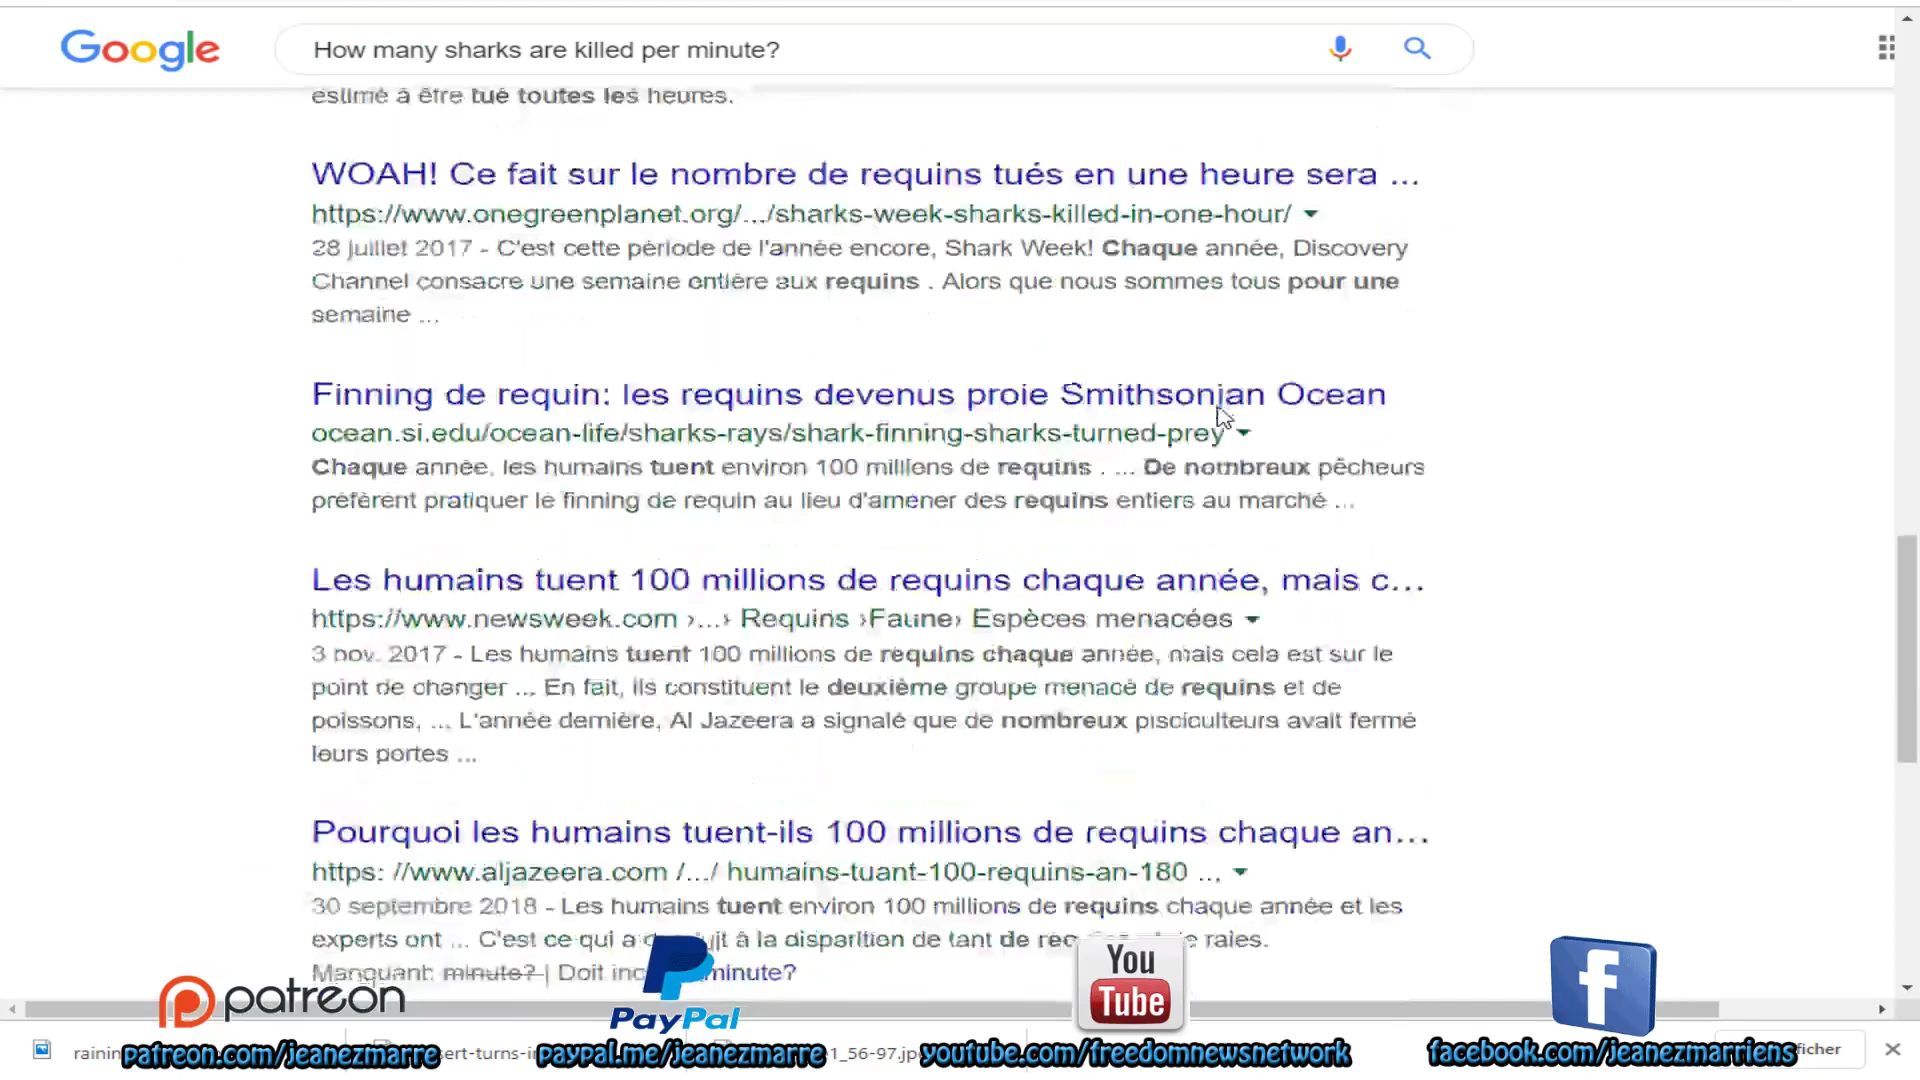 Google
How many sharks are killed per minute?
estimé à être tué toutes les heures.
WOAH! Ce fait sur le nombre de requins tués en une heure sera ...
https://www.onegreenplanet.org/.../sharks-week-sharks-killed-in-one-hour/
28 juillet 2017 - C'est cette période de l'année encore, Shark Week! Chaque année, Discovery
Channel consacre une semaine entière aux requins . Alors que nous sommes tous pour une
semaine ...
Finning de requin: les requins devenus proie Smithsonian Ocean
ocean.si.edu/ocean-life/sharks-rays/shark-finning-sharks-turned-prey
Chaque année, les humains tuent environ 100 millions de requins . ... De nombreux pêcheurs
préfèrent pratiquer le finning de requin au lieu d'amener des requins entiers au marché ...
Les humains tuent 100 millions de requins chaque année, mais c...
https://www.newsweek.com ›...› Requins ›Faune› Espèces menacées
3 nov. 2017 - Les humains tuent 100 millions de requins chaque année, mais cela est sur le
point de changer ... En fait, ils constituent le deuxième groupe menacé de requins et de
poissons, ... L'année dernière, Al Jazeera a signalé que de nombreux pisciculteurs avait fermé
leurs portes ...
Pourquoi les humains tuent-ils 100 millions de requins chaque an...
https: //www.aljazeera.com /.../ humains-tuant-100-requins-an-180 ...
30 septembre 2018 - Les humains tuent environ 100 millions de requins chaque année et les
experts ont ... C'est ce qui a à la disparition de tant de raies.
Manquant: minute? | Doit minute?
patreon PayPal You Tube f
patreon.com/jeanezmarre paypal.me/jeanezmarre youtube.com/freedomnewsnetwork facebook.com/jeanezmarriens